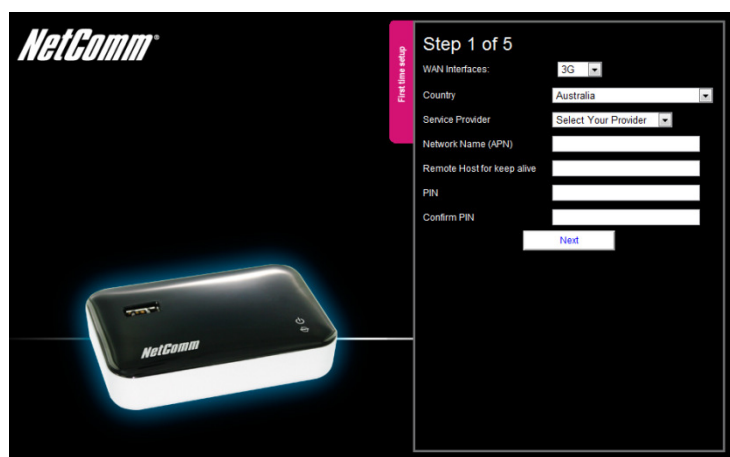 NetComm®
First time setup
Step 1 of 5
WAN Interfaces: 3G
Country Australia
Service Provider Select Your Provider
Network Name (APN)
Remote Host for keep alive
PIN
Confirm PIN
Next
NetComm